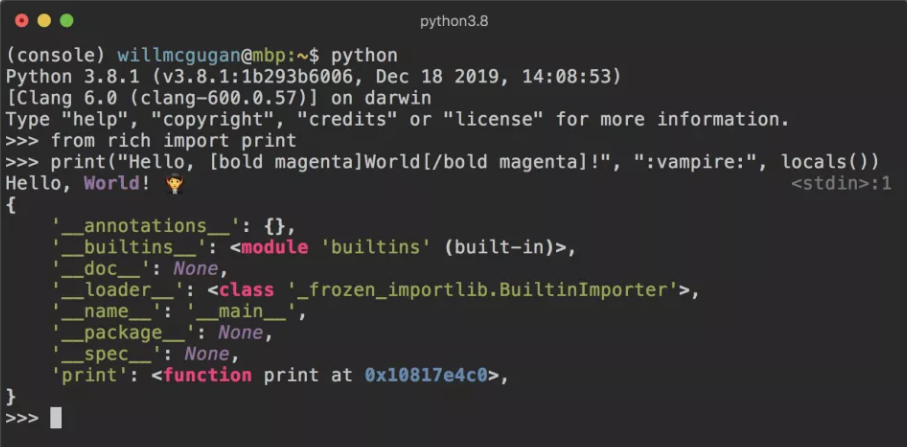 python3.8
(console) willmcgugan@mbp:~$ python
Python 3.8.1 (v3.8.1:1b293b6006, Dec 18 2019, 14:08:53)
[Clang 6.0 (clang-600.0.57)] on darwin
Type "help", "copyright", "credits" or "license" for more information.
>>> from rich import print
>>> print("Hello, [bold magenta]World[/bold magenta]!", ":vampire:", locals())
Hello, World! 🧛 <stdin>:1
{
    '__annotations__': {},
    '__builtins__': <module 'builtins' (built-in)>,
    '__doc__': None,
    '__loader__': <class '_frozen_importlib.BuiltinImporter'>,
    '__name__': '__main__',
    '__package__': None,
    '__spec__': None,
    'print': <function print at 0x10817e4c0>,
}
>>>